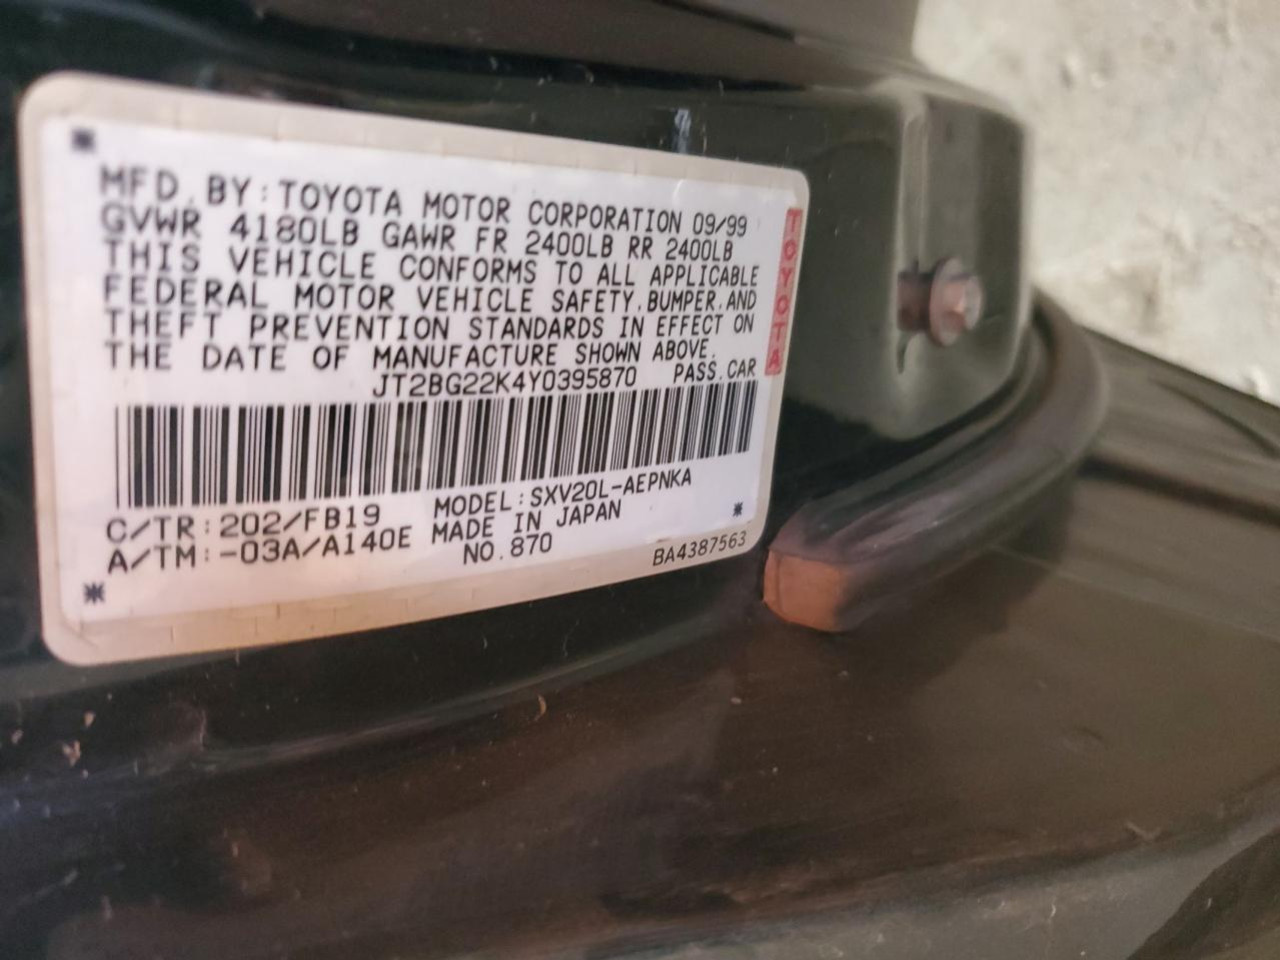 MFD. BY: TOYOTA MOTOR CORPORATION 09/99
GVWR 4180LB GAWR FR 2400LB RR 2400LB
THIS VEHICLE CONFORMS TO ALL APPLICABLE
FEDERAL MOTOR VEHICLE SAFETY, BUMPER, AND
THEFT PREVENTION STANDARDS IN EFFECT ON
THE DATE OF MANUFACTURE SHOWN ABOVE.
JT2BG22K4Y0395870 PASS. CAR
C/TR: 202/FB19 MODEL: SXV20L-AEPNKA
A/TM: -03A/A140E MADE IN JAPAN
NO. 870 BA4387563
TOYOTA